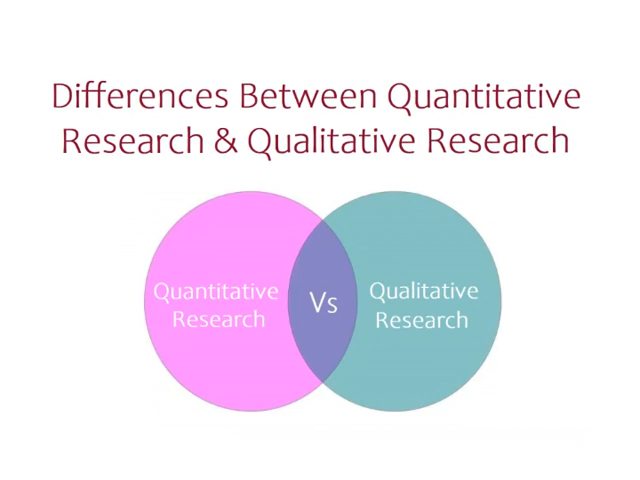 Differences Between Quantitative
Research & Qualitative Research
Quantitative
Research
Vs
Qualitative
Research